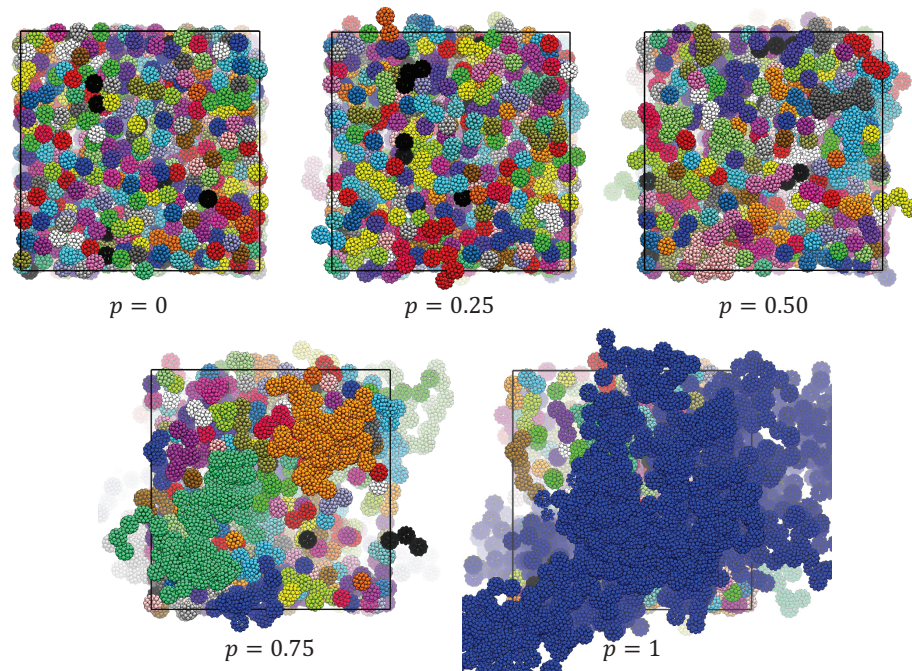 p = 0
p = 0.25
p = 0.50
p = 0.75
p = 1